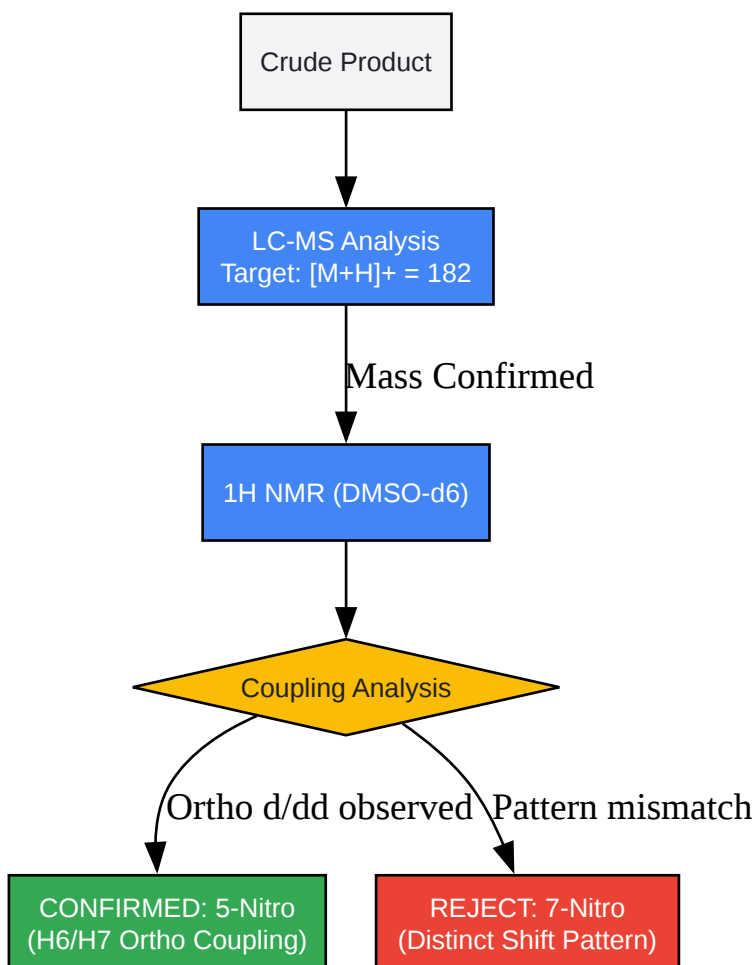 Crude Product
LC-MS Analysis
Target: [M+H]+ = 182
Mass Confirmed
1H NMR (DMSO-d6)
Coupling Analysis
Ortho d/dd observed
Pattern mismatch
CONFIRMED: 5-Nitro
(H6/H7 Ortho Coupling)
REJECT: 7-Nitro
(Distinct Shift Pattern)